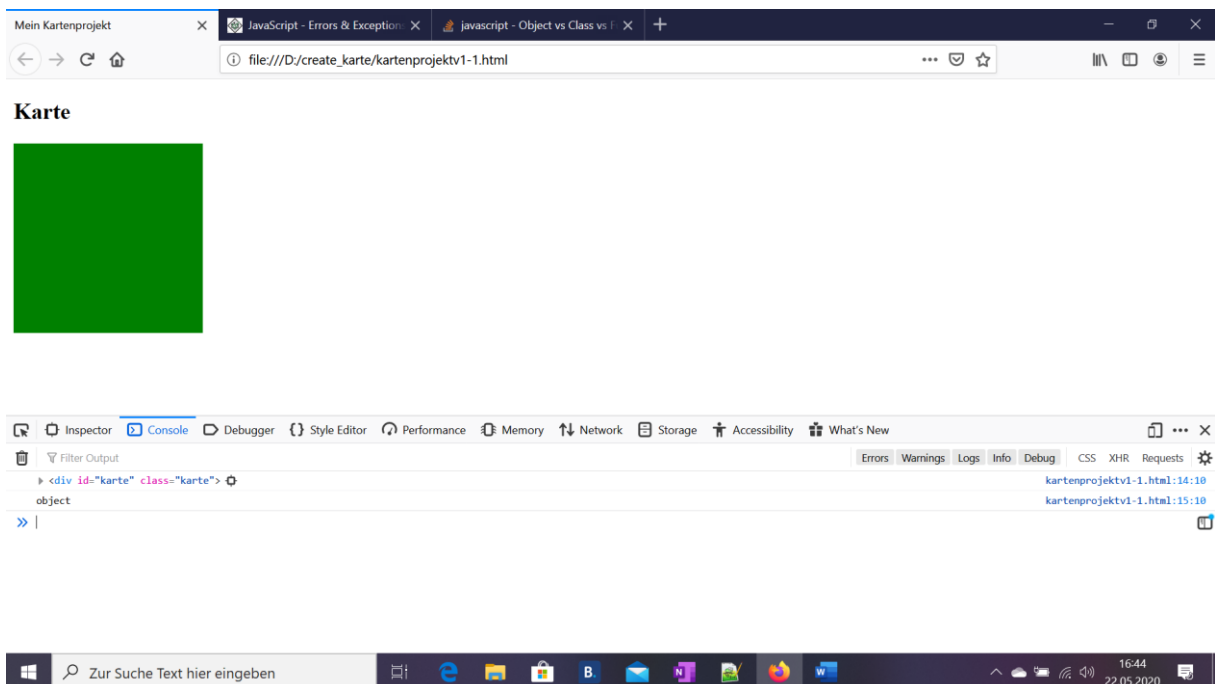 Mein Kartenprojekt JavaScript - Errors & Exceptions javascript - Object vs Class vs F
file:///D:/create_karte/kartenprojektv1-1.html
Karte
Inspector Console Debugger {} Style Editor Performance Memory Network Storage Accessibility What's New
Filter Output Errors Warnings Logs Info Debug CSS XHR Requests
<div id="karte" class="karte"> kartenprojektv1-1.html:14:10
object kartenprojektv1-1.html:15:10
Zur Suche Text hier eingeben B. N W 16:44
22.05.2020